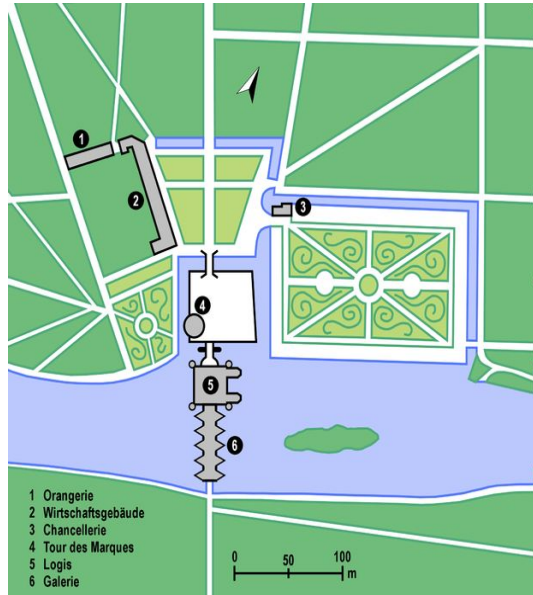 1
2
3
4
5
6
1 Orangerie
2 Wirtschaftsgebäude
3 Chancellerie
4 Tour des Marques
5 Logis
6 Galerie
0 50 100
m